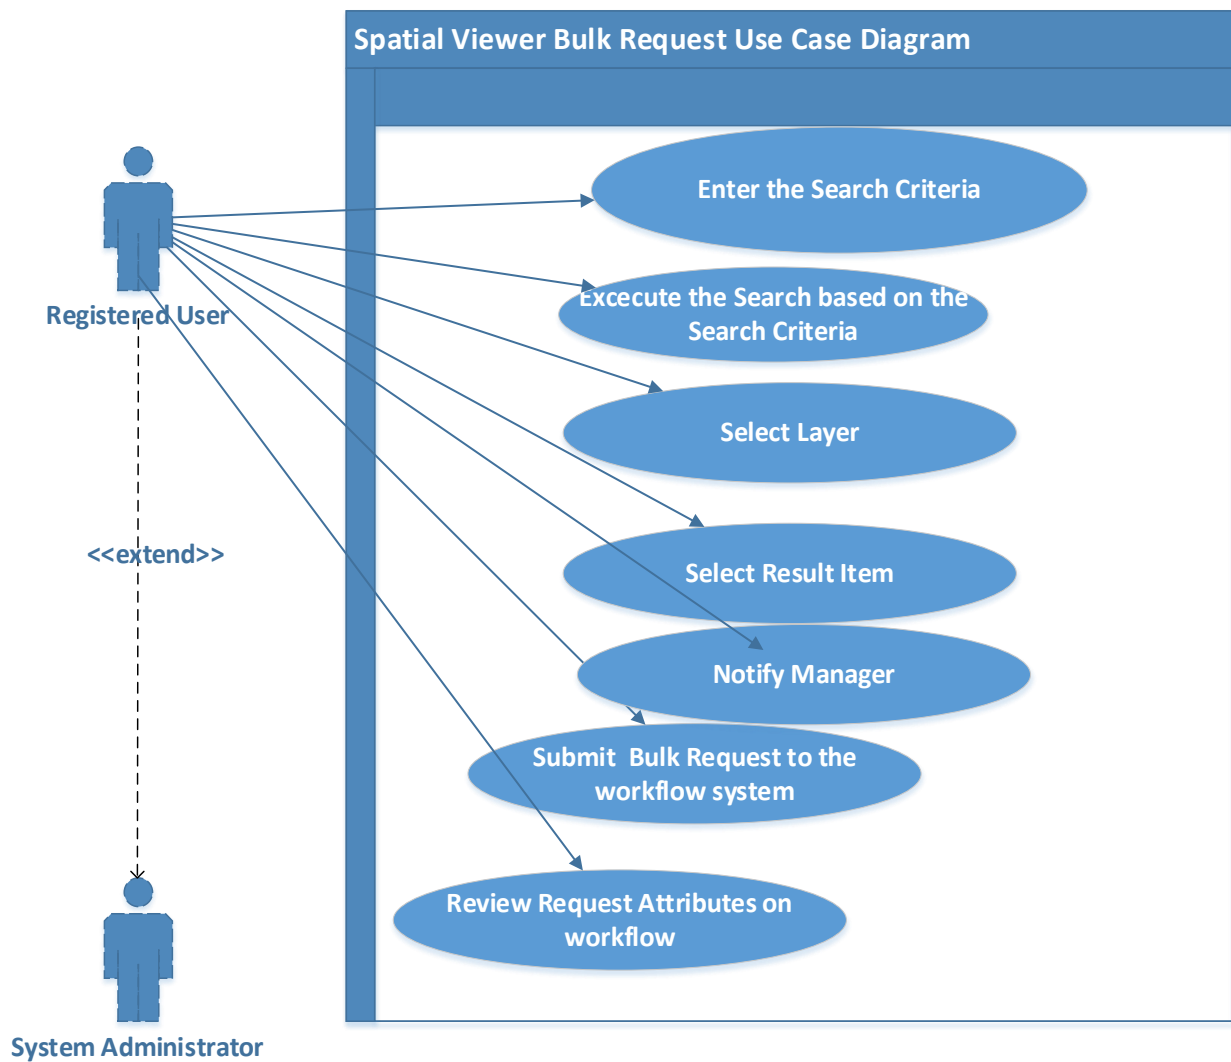 Spatial Viewer Bulk Request Use Case Diagram
Enter the Search Criteria
Excecute the Search based on the
Search Criteria
Registered User
Select Layer
<<extend>>
Select Result Item
Notify Manager
Submit  Bulk Request to the
workflow system
Review Request Attributes on
workflow
System Administrator